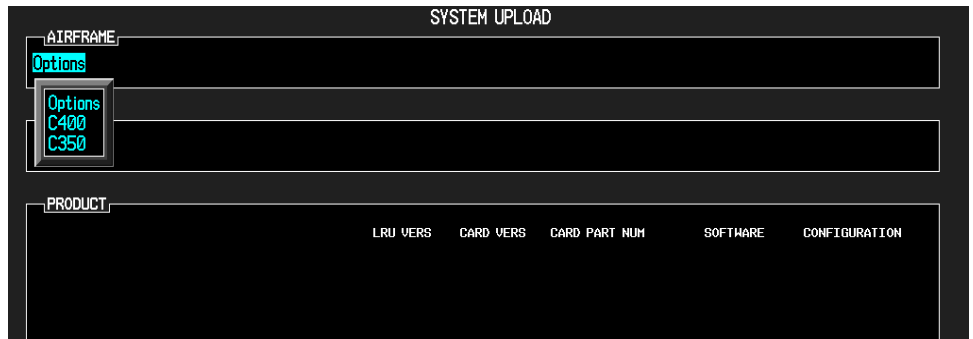 SYSTEM UPLOAD
AIRFRAME
Options
Options
C400
C350
PRODUCT
LRU VERS CARD VERS CARD PART NUM SOFTWARE CONFIGURATION